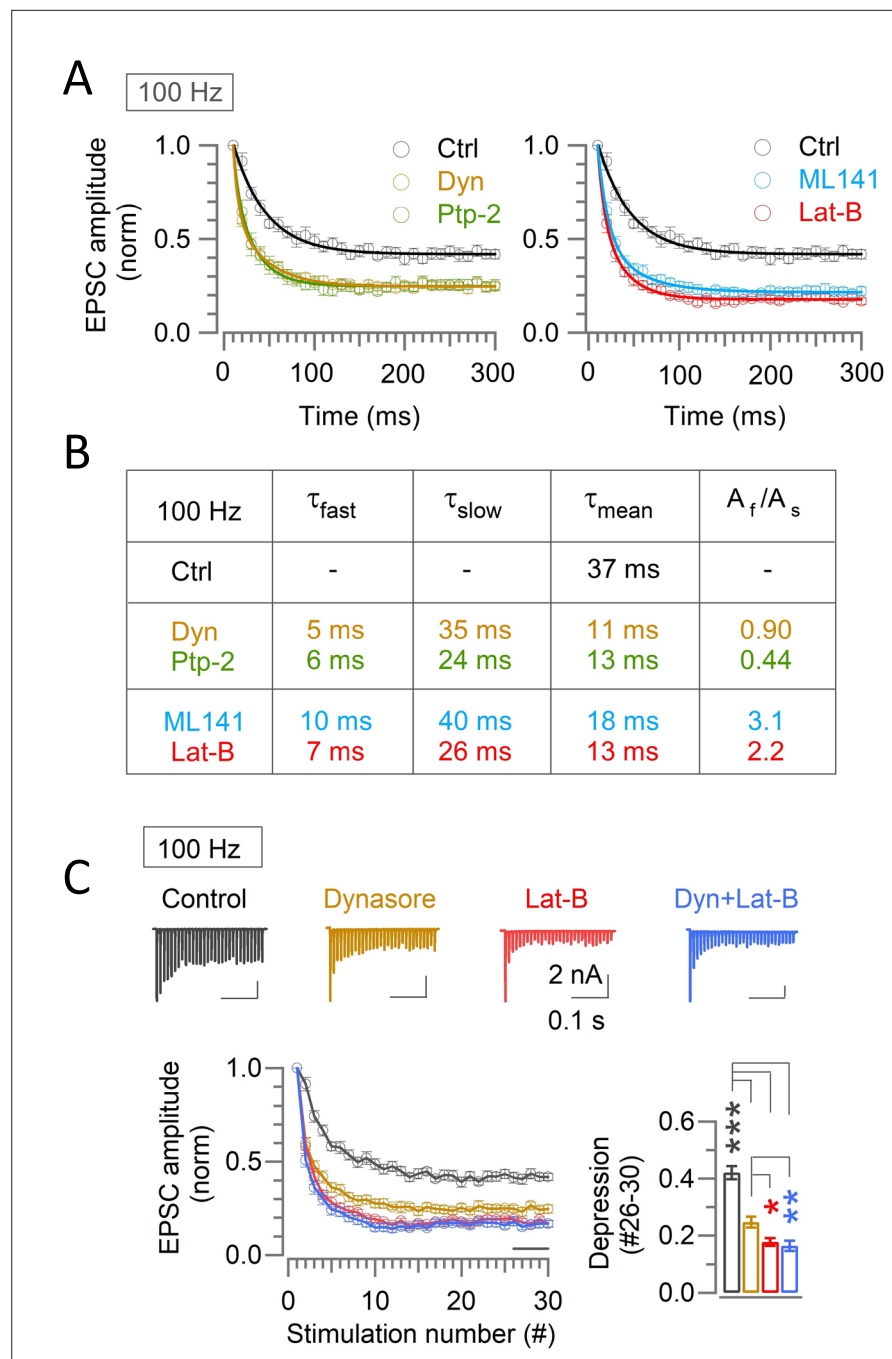 A
100 Hz
1.0
0.5
0.0
EPSC amplitude
(norm)
Ctrl
Dyn
Ptp-2
0
100
200
300
Time (ms)
1.0
0.5
0.0
Ctrl
ML141
Lat-B
0
100
200
300
Time (ms)
B
100 Hz τfast τslow τmean Af/As
Ctrl - - 37 ms -
Dyn 5 ms 35 ms 11 ms 0.90
Ptp-2 6 ms 24 ms 13 ms 0.44
ML141 10 ms 40 ms 18 ms 3.1
Lat-B 7 ms 26 ms 13 ms 2.2
100 Hz
C
Control
Dynasore
Lat-B
Dyn+Lat-B
2 nA
0.1 s
1.0
0.5
0.0
EPSC amplitude
(norm)
0
10
20
30
Stimulation number (#)
0.6
0.4
0.2
0.0
Depression
(#26-30)
***
*
**